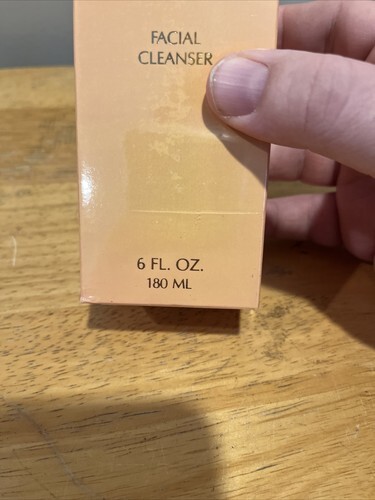 FACIAL
CLEANSER
6 FL. OZ.
180 ML